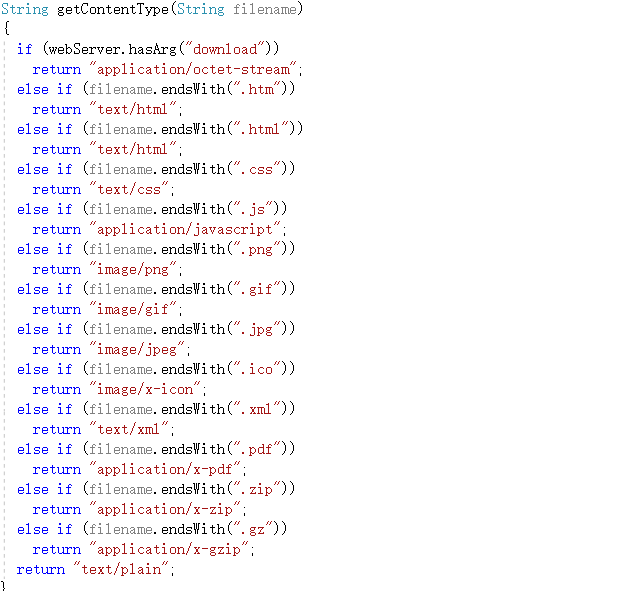 String getContentType(String filename)
{
if (webServer.hasArg("download"))
return "application/octet-stream";
else if (filename.endsWith(".htm"))
return "text/html";
else if (filename.endsWith(".html"))
return "text/html";
else if (filename.endsWith(".css"))
return "text/css";
else if (filename.endsWith(".js"))
return "application/javascript";
else if (filename.endsWith(".png"))
return "image/png";
else if (filename.endsWith(".gif"))
return "image/gif";
else if (filename.endsWith(".jpg"))
return "image/jpeg";
else if (filename.endsWith(".ico"))
return "image/x-icon";
else if (filename.endsWith(".xml"))
return "text/xml";
else if (filename.endsWith(".pdf"))
return "application/x-pdf";
else if (filename.endsWith(".zip"))
return "application/x-zip";
else if (filename.endsWith(".gz"))
return "application/x-gzip";
return "text/plain";
}